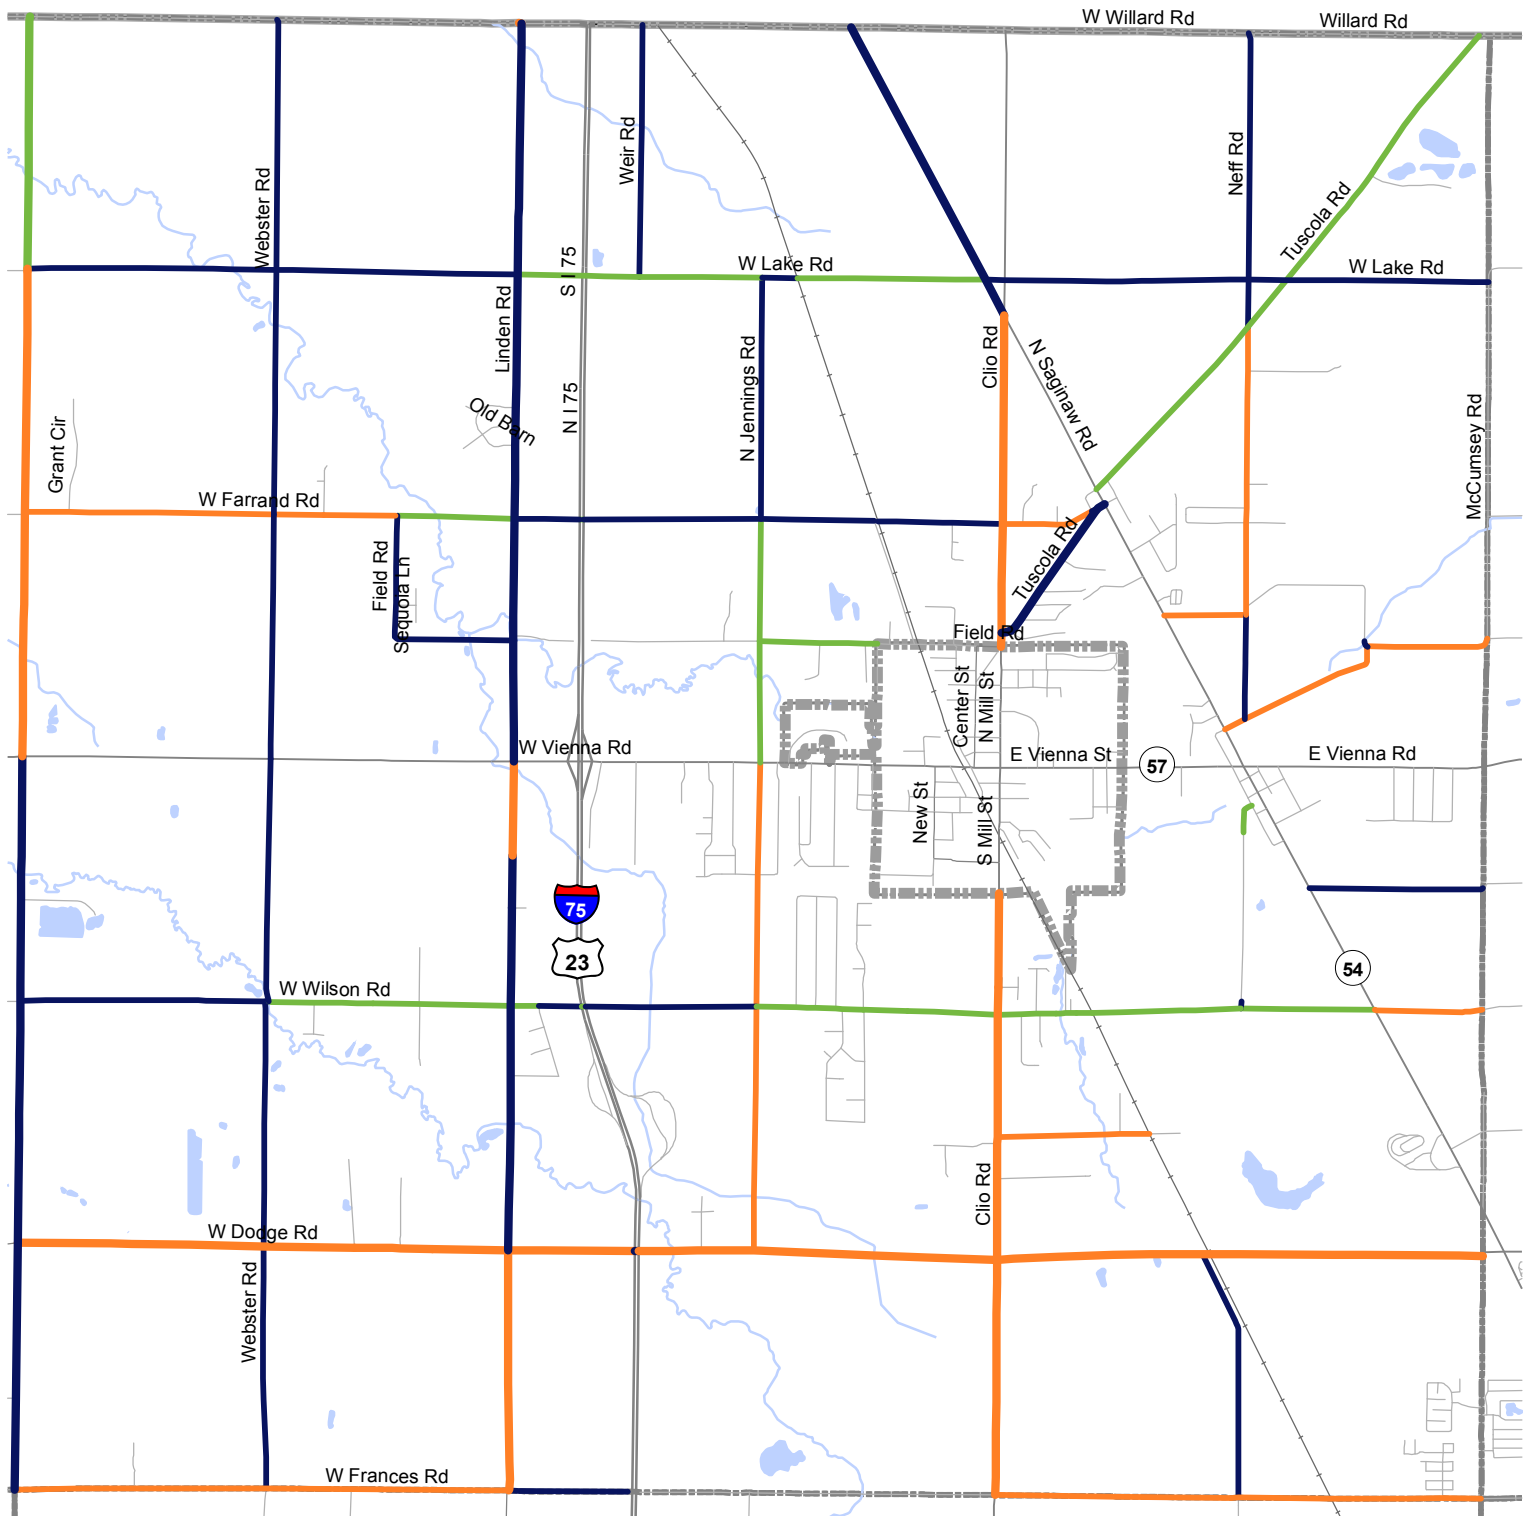 W Willard Rd
Willard Rd
Weir Rd
Neff Rd
Webster Rd
Tuscola Rd
S I 75
W Lake Rd
W Lake Rd
Linden Rd
Clio Rd
N Saginaw Rd
N Jennings Rd
N I 75
Old Barn
McCumsey Rd
Grant Cir
W Farrand Rd
Field Rd
Sequoia Ln
Tuscola Rd
Field Rd
Center St
N Mill St
W Vienna Rd
E Vienna St
57
E Vienna Rd
New St
S Mill St
75
23
54
W Wilson Rd
Clio Rd
W Dodge Rd
Webster Rd
W Frances Rd